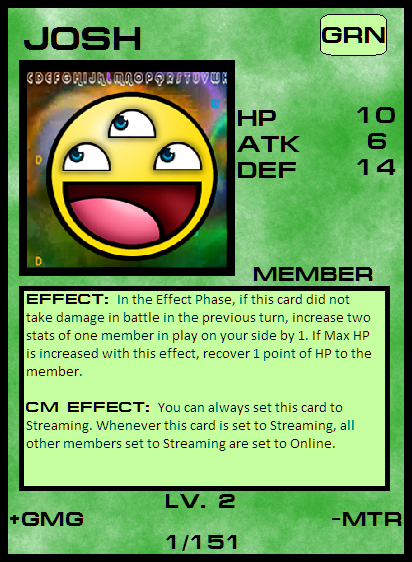 JOSH
GRN
CDEFGHIJKLMNOPQRSTUVWX
D
D
HP 10
ATK 6
DEF 14
MEMBER
EFFECT: In the Effect Phase, if this card did not
take damage in battle in the previous turn, increase two
stats of one member in play on your side by 1. If Max HP
is increased with this effect, recover 1 point of HP to the
member.
CM EFFECT: You can always set this card to
Streaming. Whenever this card is set to Streaming, all
other members set to Streaming are set to Online.
LV. 2
+GMG
-MTR
1/151